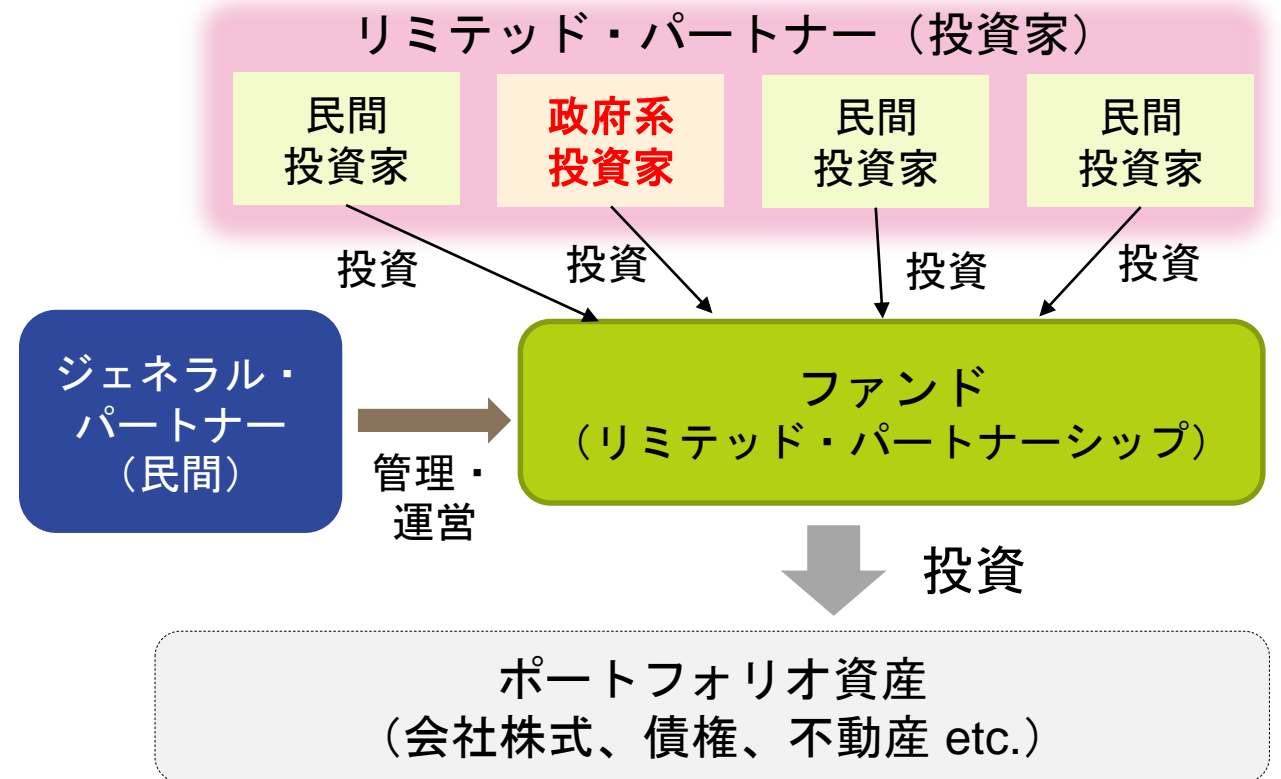 リミテッド・パートナー（投資家）
民間
投資家
政府系
投資家
民間
投資家
民間
投資家
投資
投資
投資
投資
ジェネラル・
パートナー
（民間）
管理・
運営
ファンド
（リミテッド・パートナーシップ）
投資
ポートフォリオ資産
（会社株式、債権、不動産 etc.）